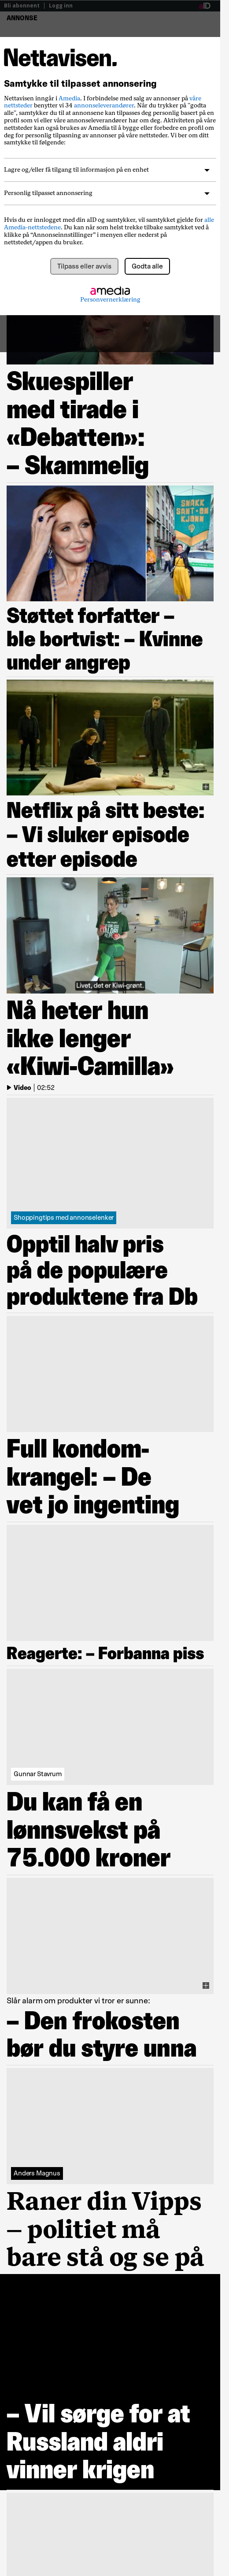 Bli abonnent | Logg inn
ANNONSE
Nettavisen.
Samtykke til tilpasset annonsering
Nettavisen inngår i Amedia. I forbindelse med salg av annonser på våre
nettsteder benytter vi 34 annonseleverandører. Når du trykker på "godta
alle", samtykker du til at annonsene kan tilpasses deg personlig basert på en
profil som vi eller våre annonseleverandører har om deg. Aktivitet samlet på
nettstedene kan også brukes av Amedia til å bygge eller forbedre en profil om
deg for personlig tilpasning av annonser på våre nettsteder. Vi ber om ditt
samtykke til følgende:
Lagre og/eller få tilgang til informasjon på en enhet
Personlig tilpasset annonsering
Hvis du er innlogget med din aID og samtykker, vil samtykket gjelde for alle
Amedia-nettstedene. Du kan når som helst trekke tilbake samtykket ved å
klikke på “Annonseinnstillinger” i menyen eller nederst på
nettstedet/appen du bruker.
Tilpass eller avvis
Godta alle
amedia
Personvernerklæring
Skuespiller
med tirade i
«Debatten»:
– Skammelig
SNAKK
SANT OM
KJØNN
Støttet forfatter –
ble bortvist: – Kvinne
under angrep
Netflix på sitt beste:
– Vi sluker episode
etter episode
Livet, det er Kiwi-grønt.
Nå heter hun
ikke lenger
«Kiwi-Camilla»
Video | 02:52
Shoppingtips med annonselenker
Opptil halv pris
på de populære
produktene fra Db
Full kondom-
krangel: – De
vet jo ingenting
Reagerte: – Forbanna piss
Gunnar Stavrum
Du kan få en
lønnsvekst på
75.000 kroner
Slår alarm om produkter vi tror er sunne:
– Den frokosten
bør du styre unna
Anders Magnus
Raner din Vipps
– politiet må
bare stå og se på
– Vil sørge for at
Russland aldri
vinner krigen